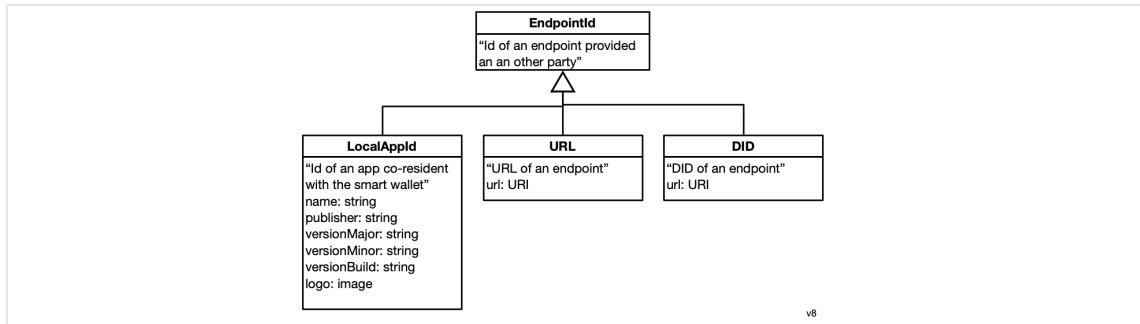 EndpointId
“Id of an endpoint provided
an an other party”
LocalAppId
“Id of an app co-resident
with the smart wallet”
name: string
publisher: string
versionMajor: string
versionMinor: string
versionBuild: string
logo: image
URL
“URL of an endpoint”
url: URI
DID
“DID of an endpoint”
url: URI
v8